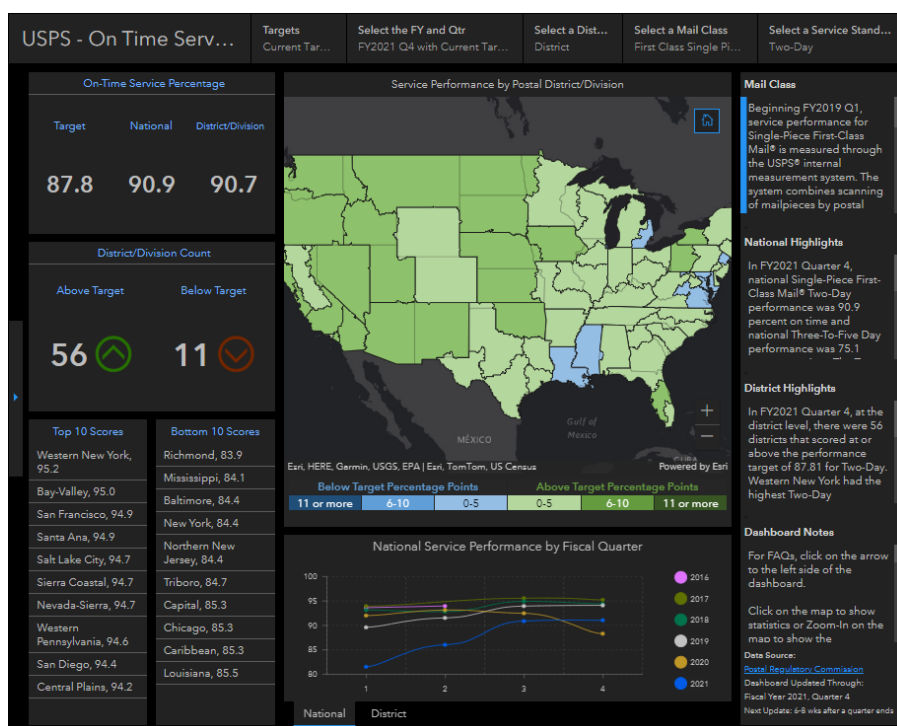 USPS - On Time Serv...
Targets
Current Tar...
Select the FY and Qtr
FY2021 Q4 with Current Tar...
Select a Dist...
District
Select a Mail Class
First Class Single Pi...
Select a Service Stand...
Two-Day
On-Time Service Percentage
Target National District/Division
87.8 90.9 90.7
District/Division Count
Above Target Below Target
56 11
Top 10 Scores
Western New York,
95.2
Bay-Valley, 95.0
San Francisco, 94.9
Santa Ana, 94.9
Salt Lake City, 94.7
Sierra Coastal, 94.7
Nevada-Sierra, 94.7
Western
Pennsylvania, 94.6
San Diego, 94.4
Central Plains, 94.2
Bottom 10 Scores
Richmond, 83.9
Mississippi, 84.1
Baltimore, 84.4
New York, 84.4
Northern New
Jersey, 84.4
Triboro, 84.7
Capital, 85.3
Chicago, 85.3
Caribbean, 85.3
Louisiana, 85.5
Service Performance by Postal District/Division
MÉXICO
Gulf of
Mexico
CUBA
+
−
Esri, HERE, Garmin, USGS, EPA | Esri, TomTom, US Census
Powered by Esri
Below Target Percentage Points Above Target Percentage Points
11 or more 6-10 0-5 0-5 6-10 11 or more
National Service Performance by Fiscal Quarter
100
95
90
85
80
1 2 3 4
2016
2017
2018
2019
2020
2021
National District
Mail Class
Beginning FY2019 Q1,
service performance for
Single-Piece First-Class
Mail® is measured through
the USPS® internal
measurement system. The
system combines scanning
of mailpieces by postal
National Highlights
In FY2021 Quarter 4,
national Single-Piece First-
Class Mail® Two-Day
performance was 90.9
percent on time and
national Three-To-Five Day
performance was 75.1
District Highlights
In FY2021 Quarter 4, at the
district level, there were 56
districts that scored at or
above the performance
target of 87.81 for Two-Day.
Western New York had the
highest Two-Day
Dashboard Notes
For FAQs, click on the arrow
to the left side of the
dashboard.
Click on the map to show
statistics or Zoom-In on the
map to show the
Data Source:
Postal Regulatory Commission
Dashboard Updated Through:
Fiscal Year 2021, Quarter 4
Next Update: 6-8 wks after a quarter ends